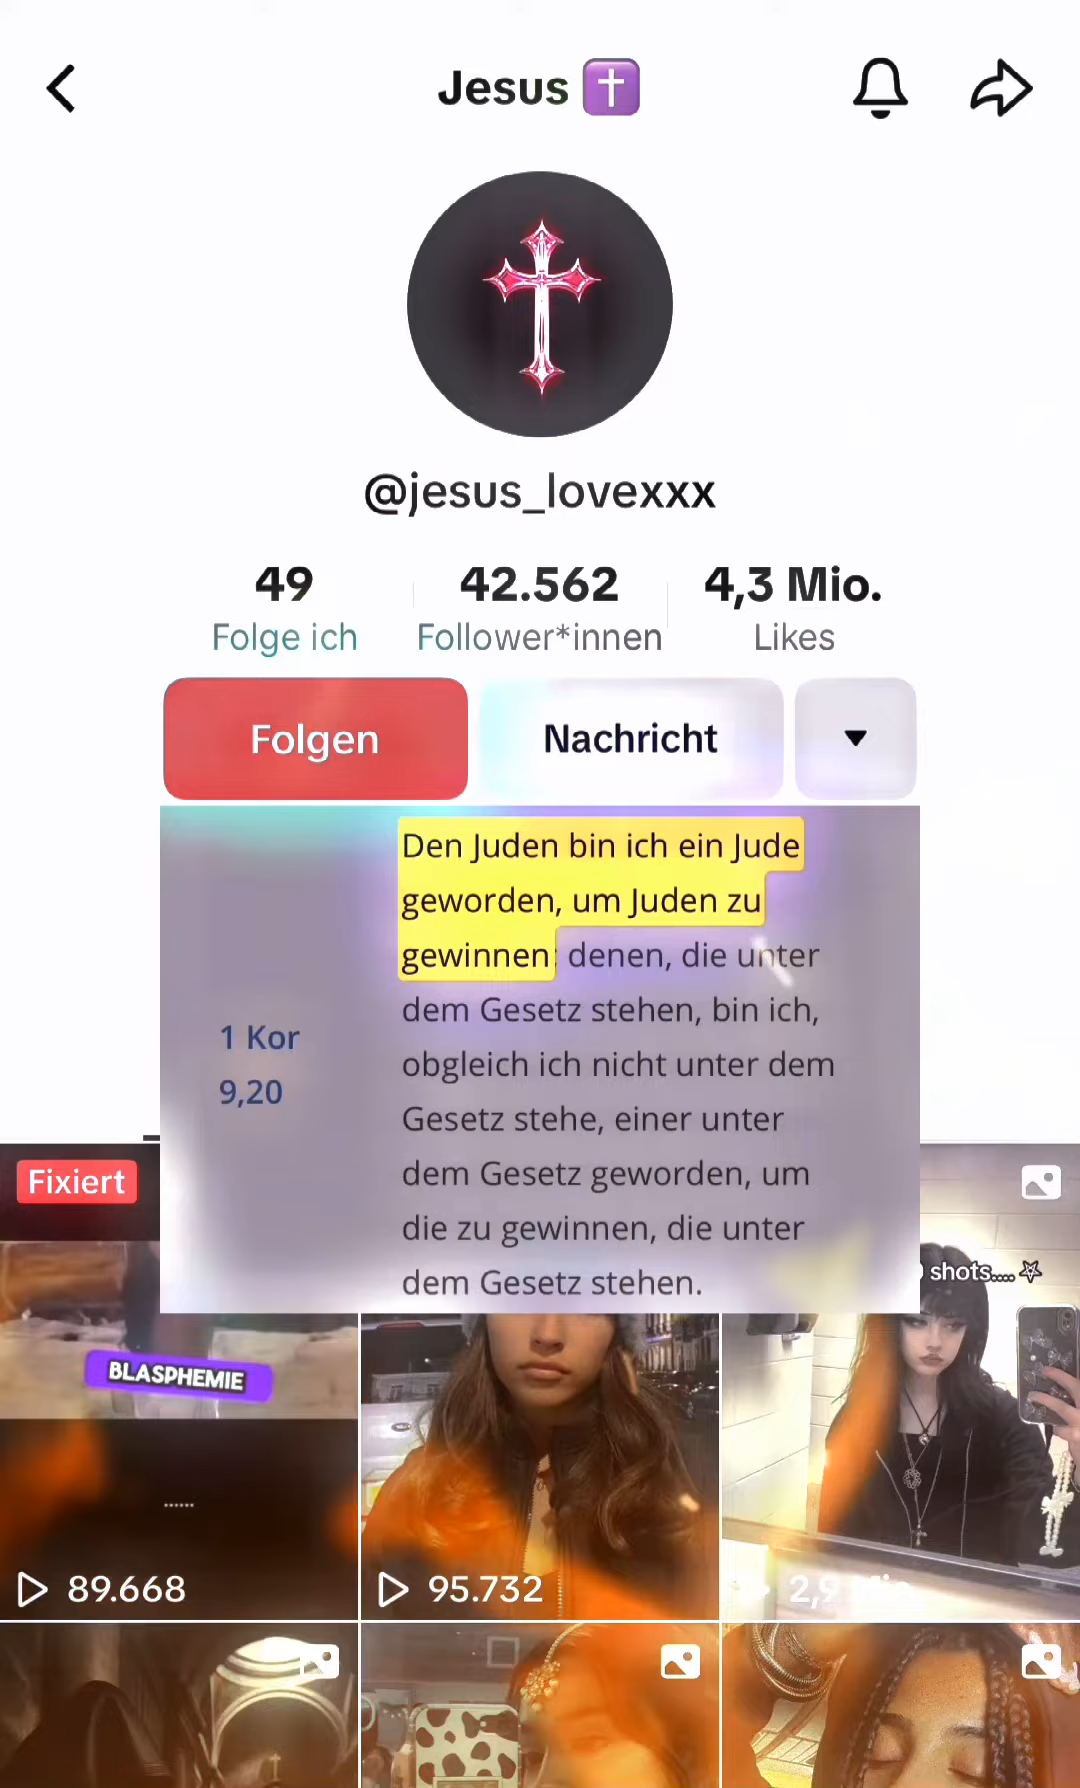 Jesus
@jesus_lovexxx
49
Folge ich
42.562
Follower*innen
4,3 Mio.
Likes
Folgen
Nachricht
1 Kor
9,20
Den Juden bin ich ein Jude
geworden, um Juden zu
gewinnen; denen, die unter
dem Gesetz stehen, bin ich,
obgleich ich nicht unter dem
Gesetz stehe, einer unter
dem Gesetz geworden, um
die zu gewinnen, die unter
dem Gesetz stehen.
Fixiert
shots....
BLASPHEMIE
......
89.668
95.732